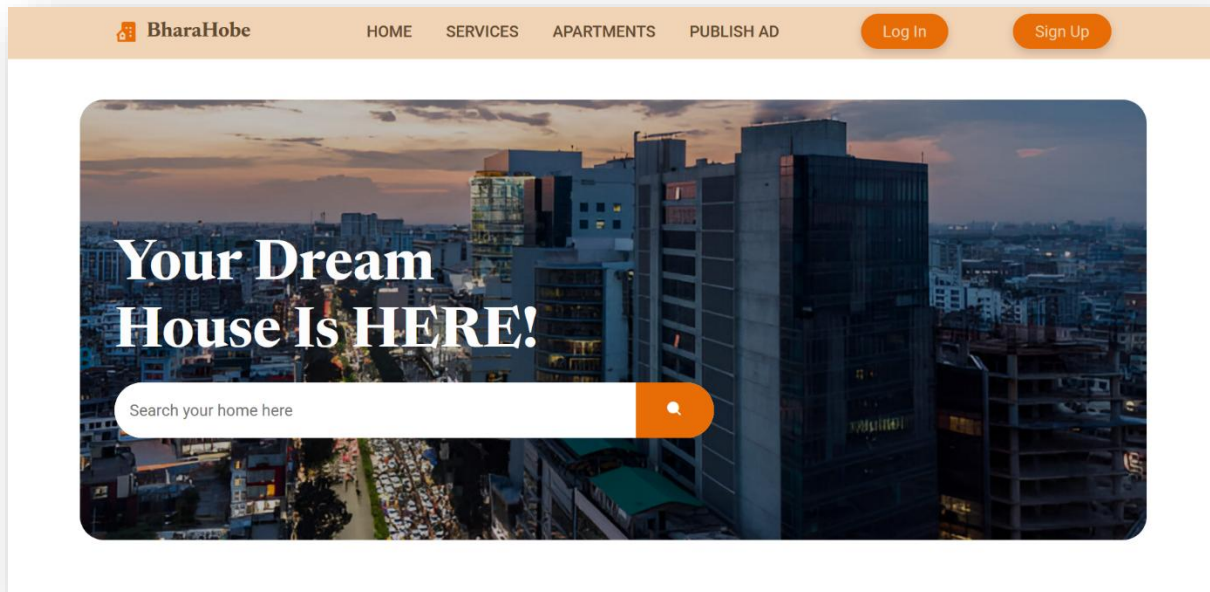 BharaHobe HOME SERVICES APARTMENTS PUBLISH AD Log In Sign Up
Your Dream
House Is HERE!
Search your home here